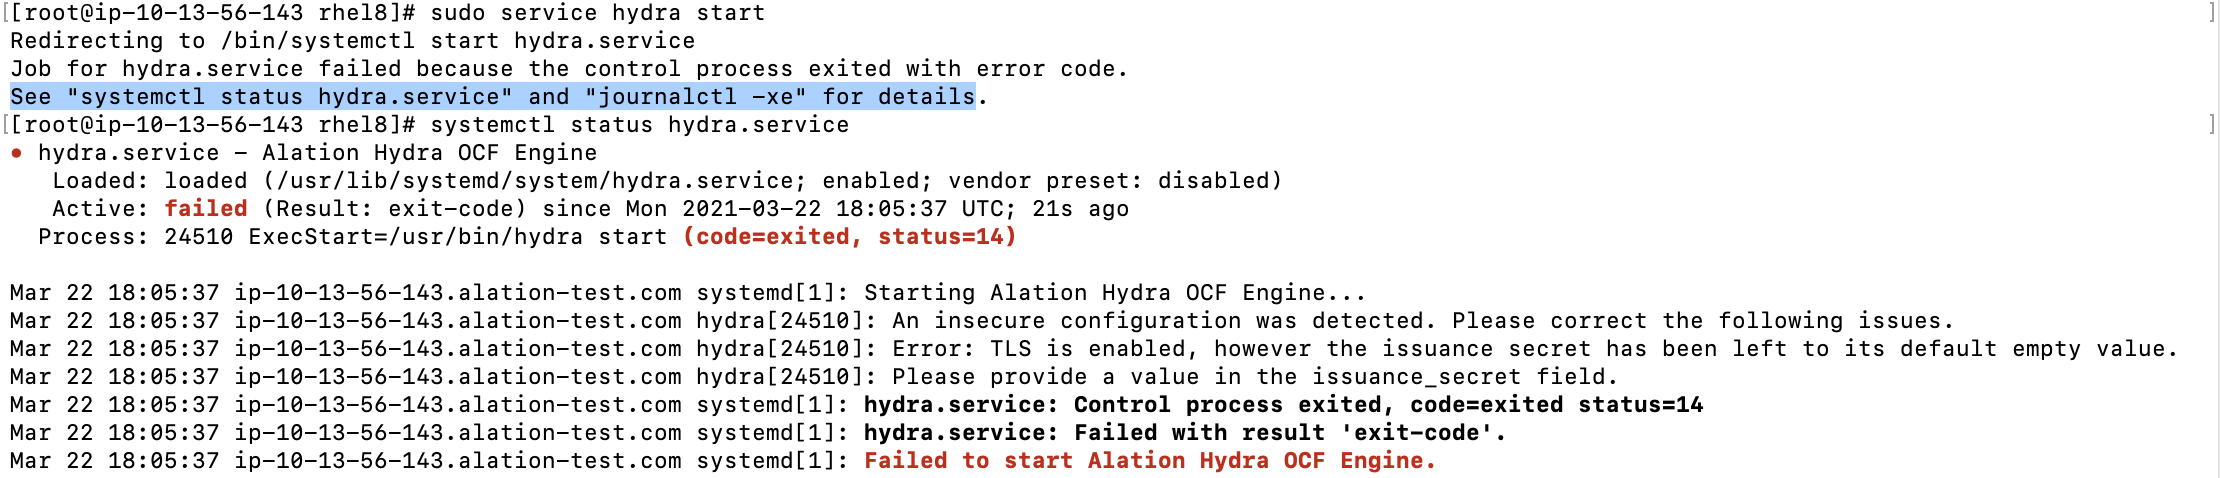 [[root@ip-10-13-56-143 rhel8]# sudo service hydra start ]
Redirecting to /bin/systemctl start hydra.service
Job for hydra.service failed because the control process exited with error code.
See "systemctl status hydra.service" and "journalctl -xe" for details.
[[root@ip-10-13-56-143 rhel8]# systemctl status hydra.service ]
● hydra.service - Alation Hydra OCF Engine
   Loaded: loaded (/usr/lib/systemd/system/hydra.service; enabled; vendor preset: disabled)
   Active: failed (Result: exit-code) since Mon 2021-03-22 18:05:37 UTC; 21s ago
  Process: 24510 ExecStart=/usr/bin/hydra start (code=exited, status=14)

Mar 22 18:05:37 ip-10-13-56-143.alation-test.com systemd[1]: Starting Alation Hydra OCF Engine...
Mar 22 18:05:37 ip-10-13-56-143.alation-test.com hydra[24510]: An insecure configuration was detected. Please correct the following issues.
Mar 22 18:05:37 ip-10-13-56-143.alation-test.com hydra[24510]: Error: TLS is enabled, however the issuance secret has been left to its default empty value.
Mar 22 18:05:37 ip-10-13-56-143.alation-test.com hydra[24510]: Please provide a value in the issuance_secret field.
Mar 22 18:05:37 ip-10-13-56-143.alation-test.com systemd[1]: hydra.service: Control process exited, code=exited status=14
Mar 22 18:05:37 ip-10-13-56-143.alation-test.com systemd[1]: hydra.service: Failed with result 'exit-code'.
Mar 22 18:05:37 ip-10-13-56-143.alation-test.com systemd[1]: Failed to start Alation Hydra OCF Engine.